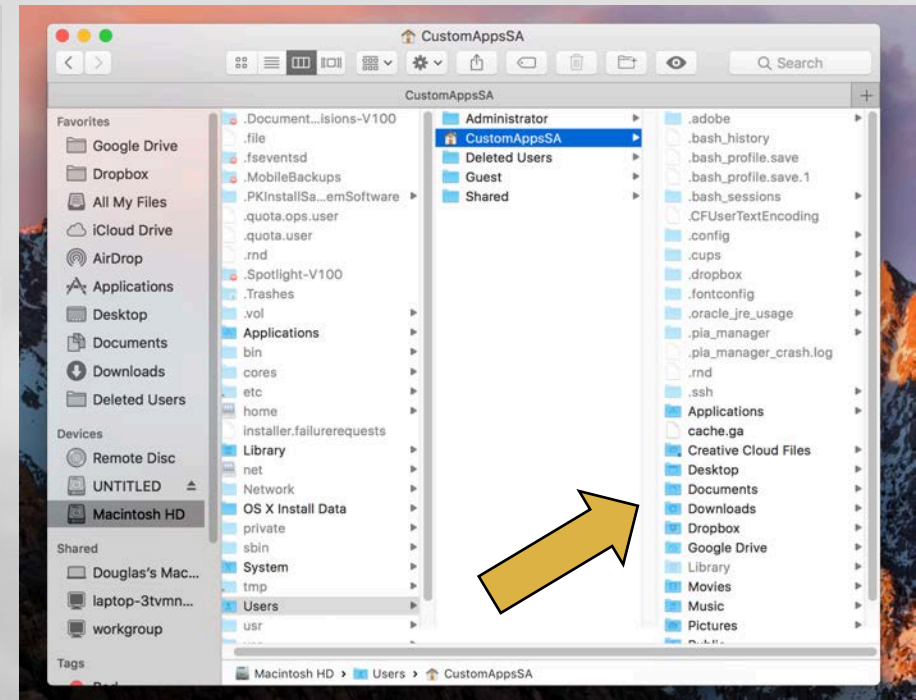 CustomAppsSA
Search
CustomAppsSA
Favorites
Google Drive
Dropbox
All My Files
iCloud Drive
AirDrop
Applications
Desktop
Documents
Downloads
Deleted Users
Devices
Remote Disc
UNTITLED
Macintosh HD
Shared
Douglas's Mac...
laptop-3tvmn...
workgroup
Tags
Red
.Document...isions-V100
.file
.fseventsd
.MobileBackups
.PKInstallSa...emSoftware
.quota.ops.user
.quota.user
.rnd
.Spotlight-V100
.Trashes
.vol
Applications
bin
cores
etc
home
installer.failurerequests
Library
net
Network
OS X Install Data
private
sbin
System
tmp
Users
usr
Administrator
CustomAppsSA
Deleted Users
Guest
Shared
.adobe
.bash_history
.bash_profile.save
.bash_profile.save.1
.bash_sessions
.CFUserTextEncoding
.config
.cups
.dropbox
.fontconfig
.oracle_jre_usage
.pia_manager
.pia_manager_crash.log
.rnd
.ssh
Applications
cache.ga
Creative Cloud Files
Desktop
Documents
Downloads
Dropbox
Google Drive
Library
Movies
Music
Pictures
Public
Macintosh HD › Users › CustomAppsSA